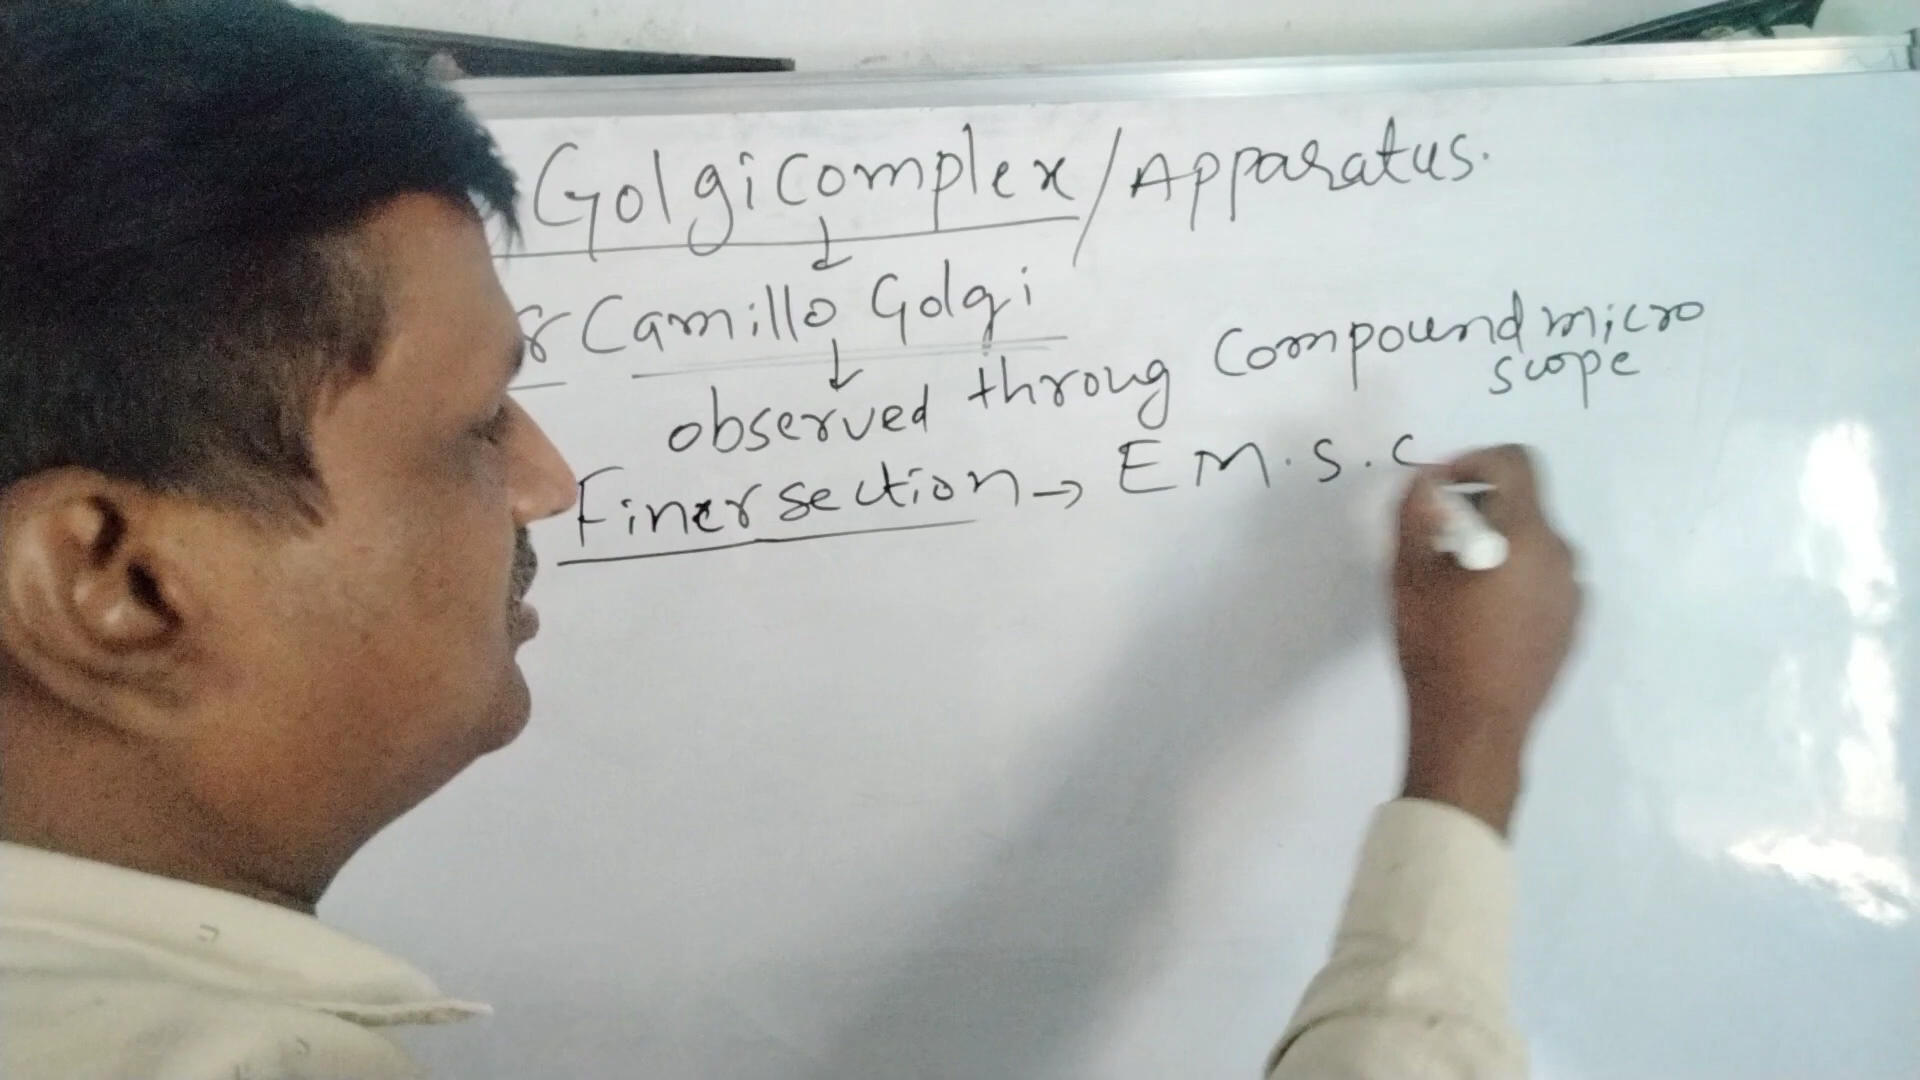 Golgi Complex / Apparatus.
Camillo Golgi
observed throug Compound micro
scope
Finer section → E M. S. C